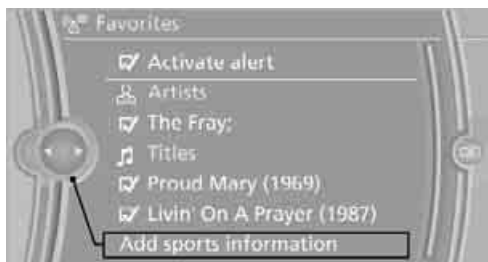 Favorites
Activate alert
Artists
The Fray;
Titles
Proud Mary (1969)
Livin' On A Prayer (1987)
Add sports information